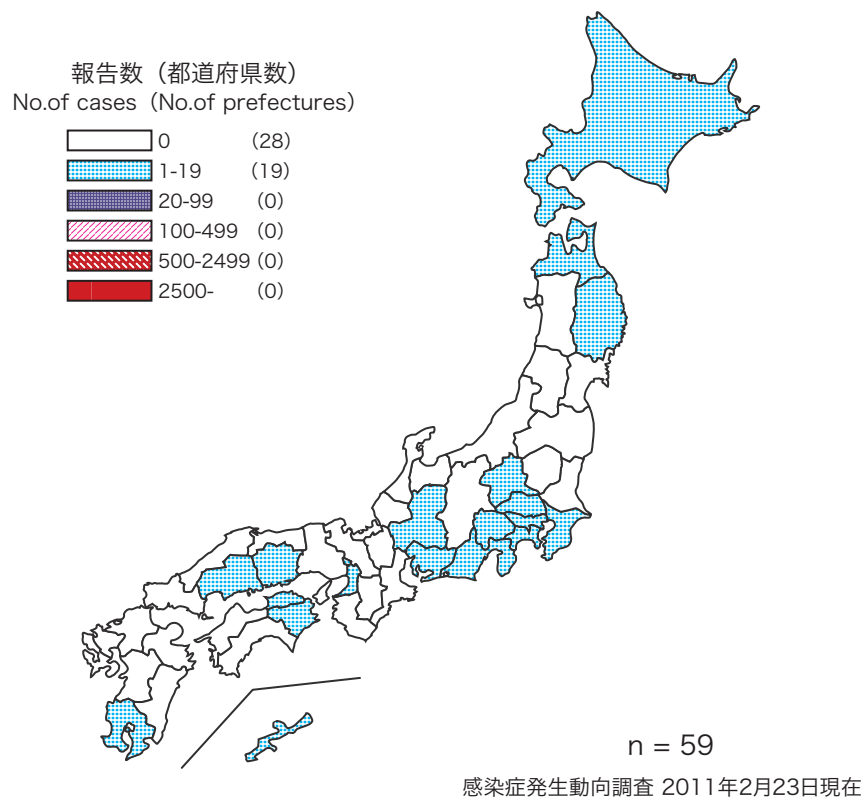 報告数（都道府県数）
No.of cases（No.of prefectures）
0 （28）
1-19 （19）
20-99 （0）
100-499 （0）
500-2499（0）
2500- （0）
n = 59
感染症発生動向調査 2011年2月23日現在